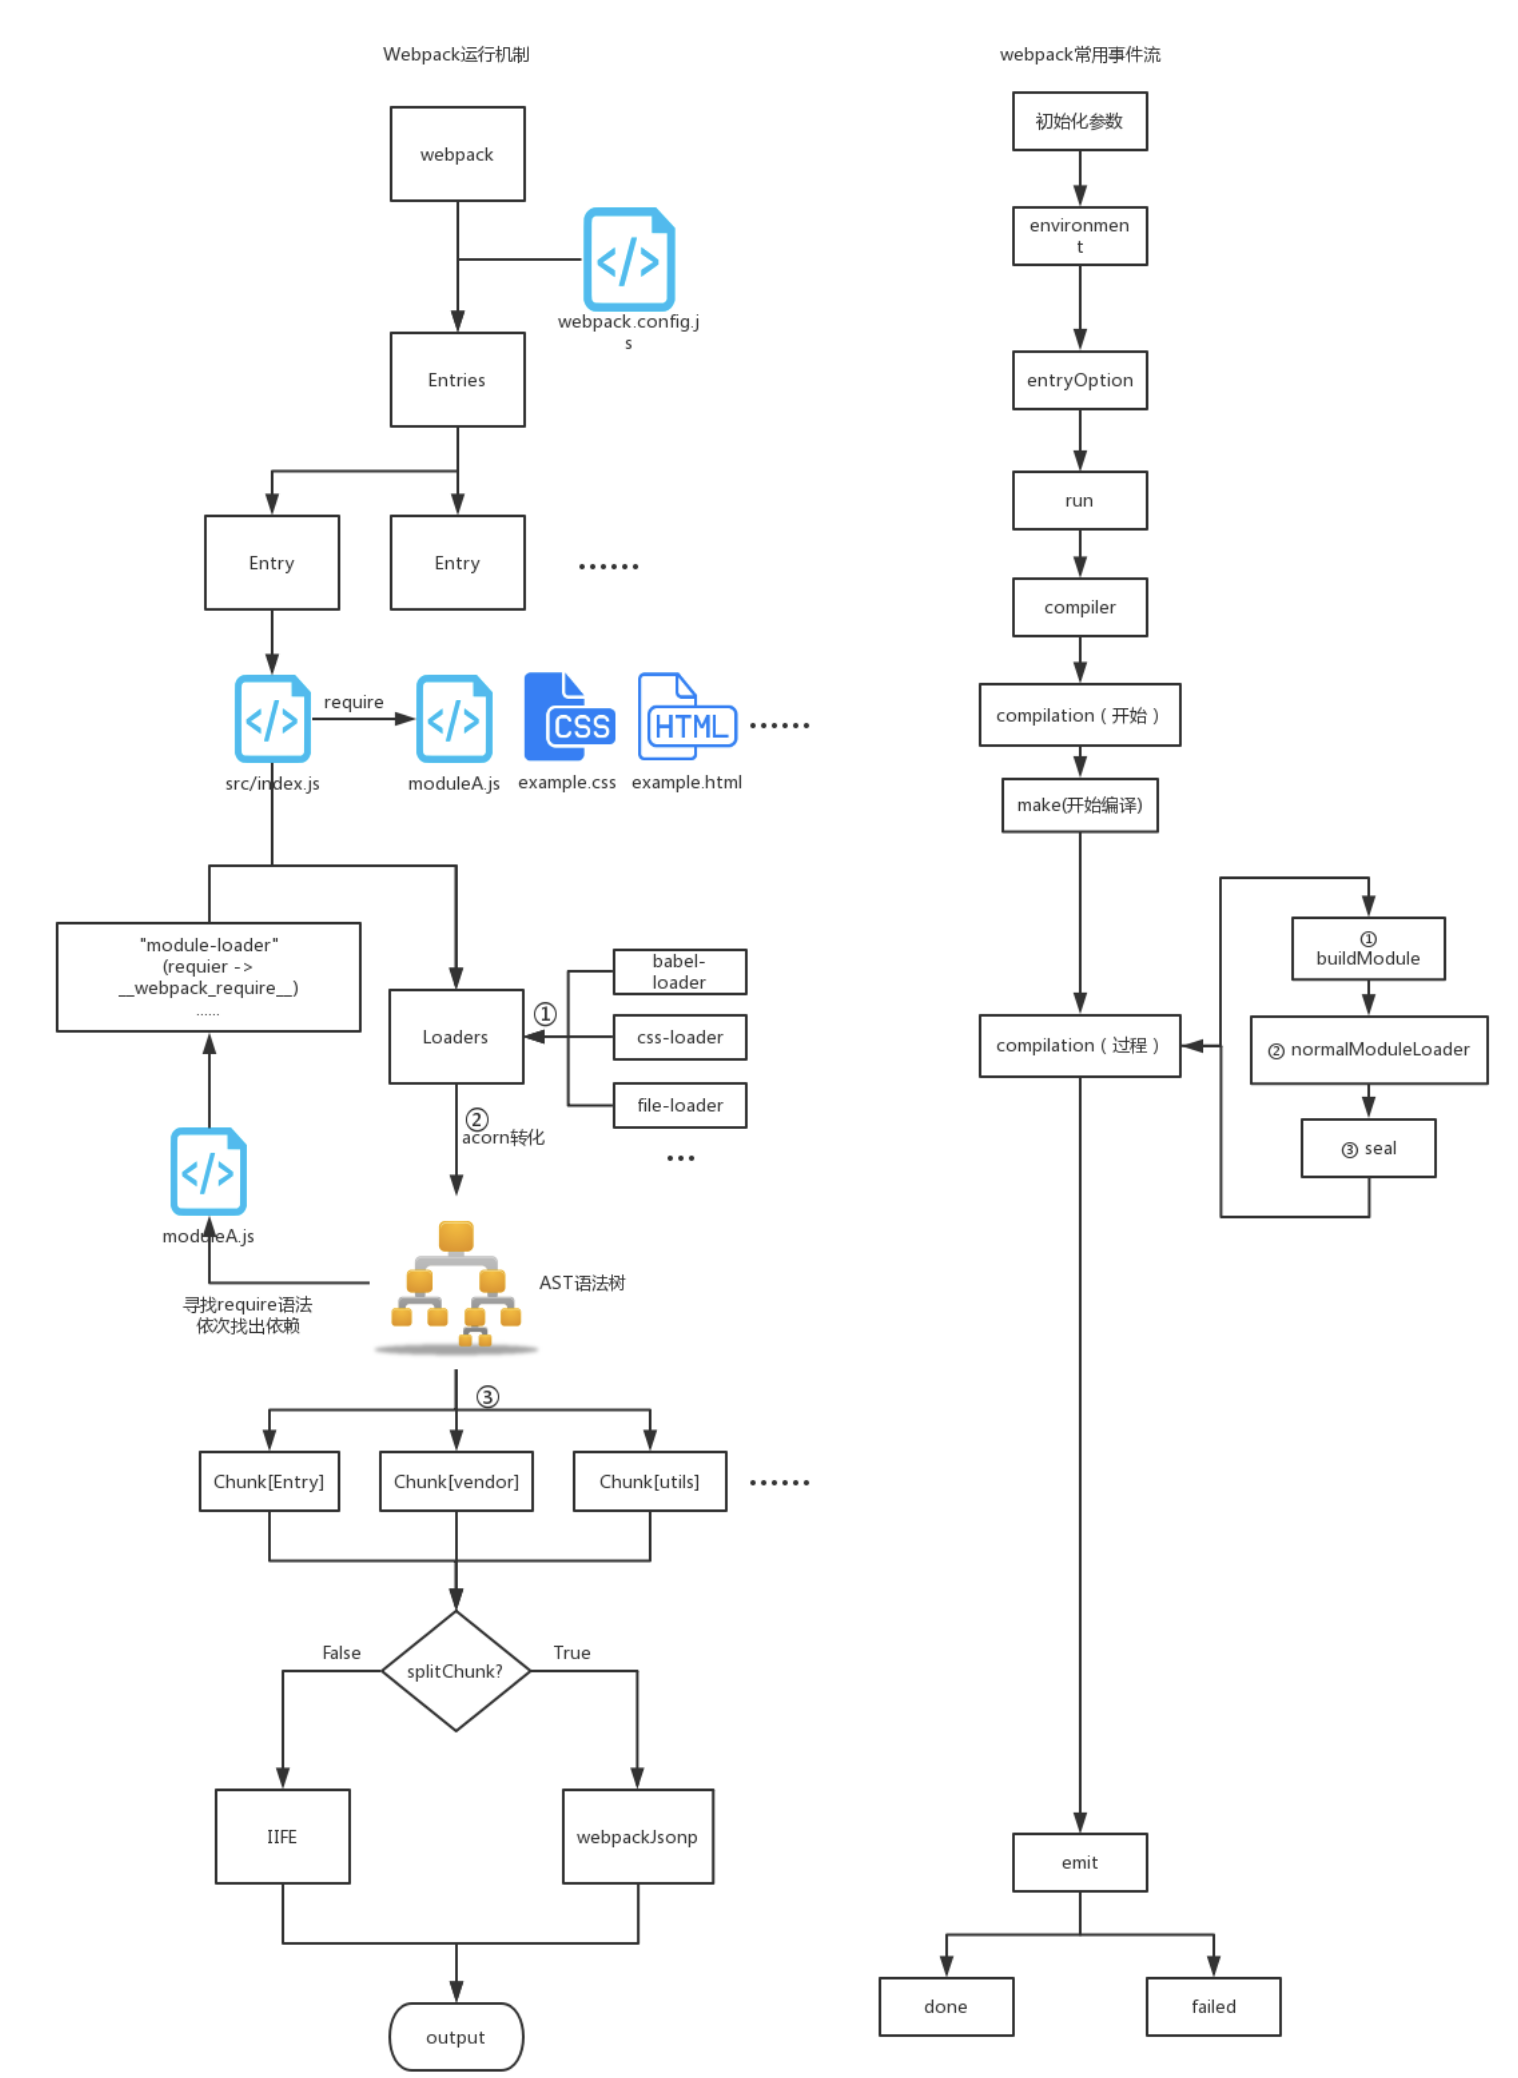 Webpack运行机制
webpack
webpack.config.j
s
Entries
Entry
Entry
······
require
CSS
HTML
······
src/index.js
moduleA.js
example.css
example.html
"module-loader"
(requier ->
__webpack_require__)
......
Loaders
①
babel-
loader
css-loader
file-loader
...
②
acorn转化
moduleA.js
寻找require语法
依次找出依赖
AST语法树
③
Chunk[Entry]
Chunk[vendor]
Chunk[utils]
······
splitChunk?
False
True
IIFE
webpackJsonp
output
webpack常用事件流
初始化参数
environmen
t
entryOption
run
compiler
compilation（开始）
make(开始编译)
compilation（过程）
①
buildModule
② normalModuleLoader
③ seal
emit
done
failed